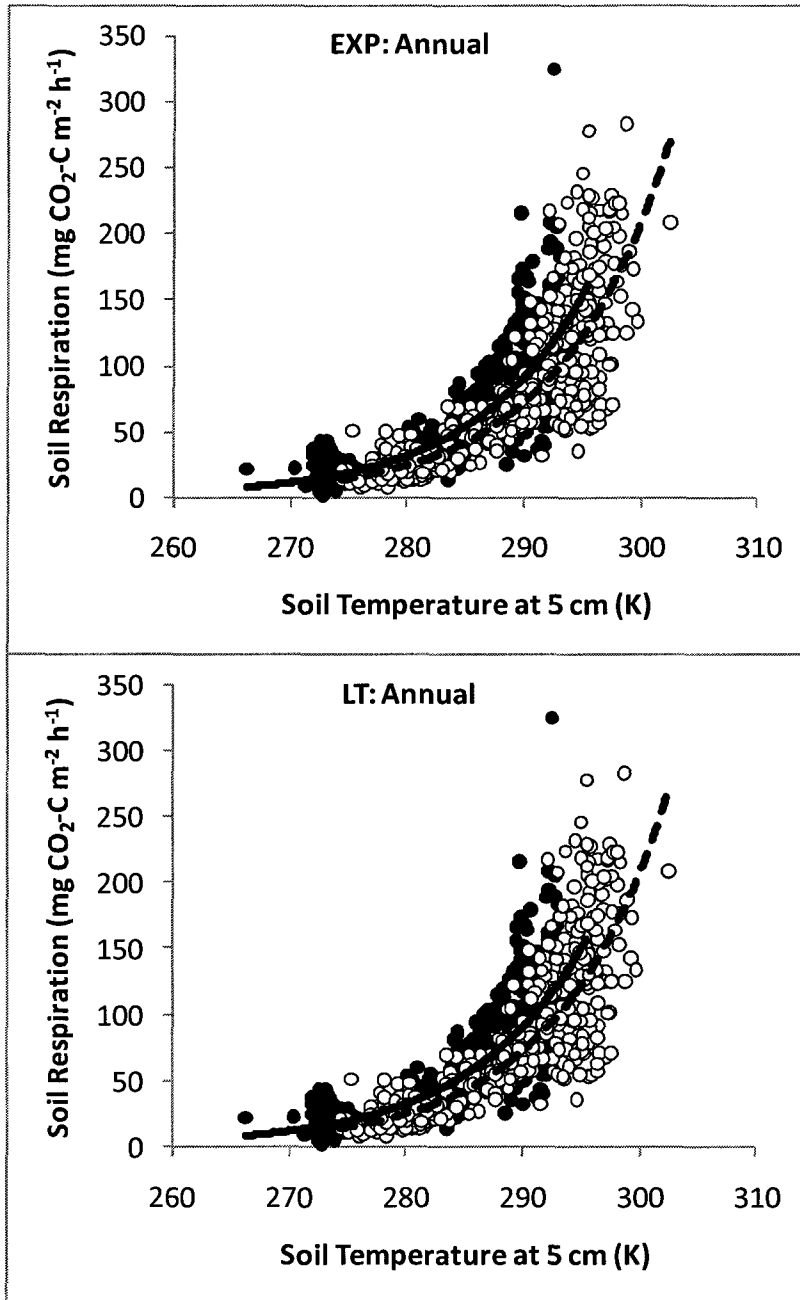 EXP: Annual
Soil Respiration (mg CO₂-C m⁻² h⁻¹)
350
300
250
200
150
100
50
0
260 270 280 290 300 310
Soil Temperature at 5 cm (K)
LT: Annual
Soil Respiration (mg CO₂-C m⁻² h⁻¹)
350
300
250
200
150
100
50
0
260 270 280 290 300 310
Soil Temperature at 5 cm (K)